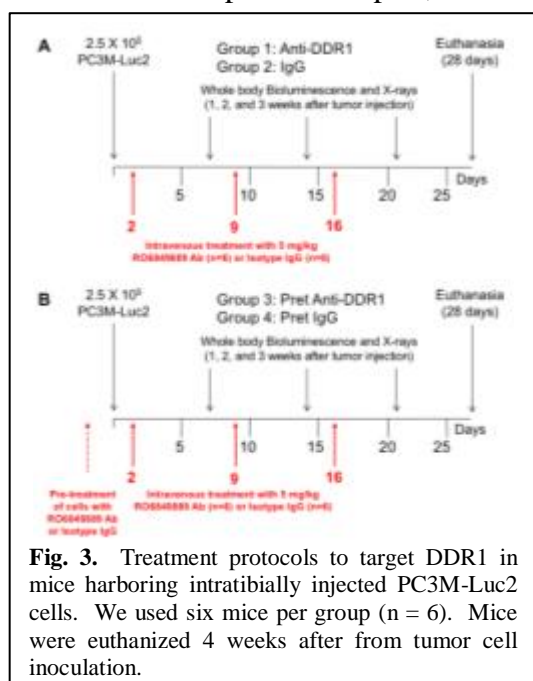 A
2.5 X 10
PC3M-Luc2
Group 1: Anti-DDR1
Group 2: IgG
Euthanasia
(28 days)
Whole body Bioluminescence and X-rays
(1, 2, and 3 weeks after tumor injection)
5 10 15 20 25 Days
2 9 16
Intravenous treatment with 5 mg/kg
Ab (n=6) or Isotype IgG (n=6)
B
2.5 X 10
PC3M-Luc2
Group 3: Pret Anti-DDR1
Group 4: Pret IgG
Euthanasia
(28 days)
Whole body Bioluminescence and X-rays
(1, 2, and 3 weeks after tumor injection)
5 10 15 20 25 Days
2 9 16
Pre-treatment
of cells with
Ab
or Isotype IgG
Intravenous treatment with 5 mg/kg
Ab (n=6) or Isotype IgG (n=6)
Fig. 3. Treatment protocols to target DDR1 in
mice harboring intratibially injected PC3M-Luc2
cells. We used six mice per group (n = 6). Mice
were euthanized 4 weeks after from tumor cell
inoculation.